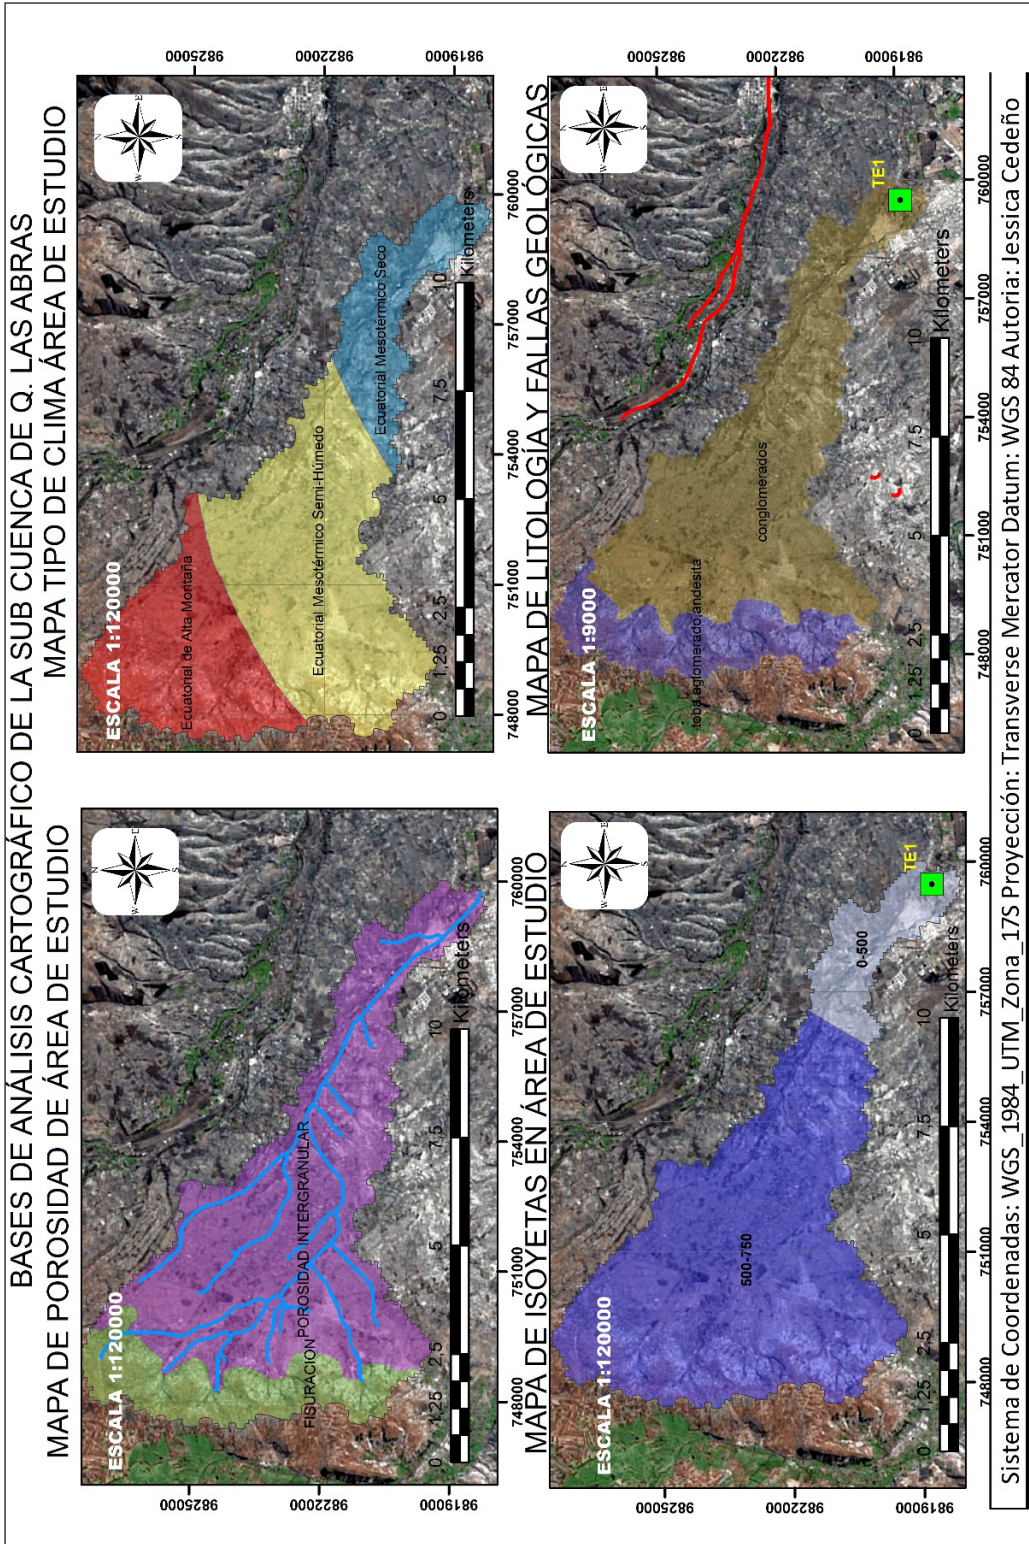 BASES DE ANÁLISIS CARTOGRÁFICO DE LA SUB CUENCA DE Q. LAS ABRAS
MAPA DE POROSIDAD DE ÁREA DE ESTUDIO
ESCALA 1:120000
N
D
S
W
FISURACION
POROSIDAD INTERGRANULAR
0 1,25 2,5 5 7,5 10
Kilometers
748000 751000 754000 757000 760000
9825000
9822000
9819000
MAPA TIPO DE CLIMA ÁREA DE ESTUDIO
ESCALA 1:120000
N
E
S
W
Ecuatorial de Alta Montaña
Ecuatorial Mesotérmico Semi-Húmedo
Ecuatorial Mesotérmico Seco
0 1,25 2,5 5 7,5 10
Kilometers
748000 751000 754000 757000 760000
9825000
9822000
9819000
MAPA DE ISOYETAS EN ÁREA DE ESTUDIO
ESCALA 1:120000
N
E
S
W
500-750
0-500
TE1
0 1,25 2,5 5 7,5 10
Kilometers
748000 751000 754000 757000 760000
9825000
9822000
9819000
MAPA DE LITOLOGÍA Y FALLAS GEOLÓGICAS
ESCALA 1:9000
N
E
S
W
toba,aglomerado,andesita
conglomerados
TE1
0 1,25 2,5 5 7,5 10
Kilometers
748000 751000 754000 757000 760000
9825000
9822000
9819000
Sistema de Coordenadas: WGS_1984_UTM_Zona_17S Proyección: Transverse Mercator Datum: WGS 84 Autoria: Jessica Cedeño